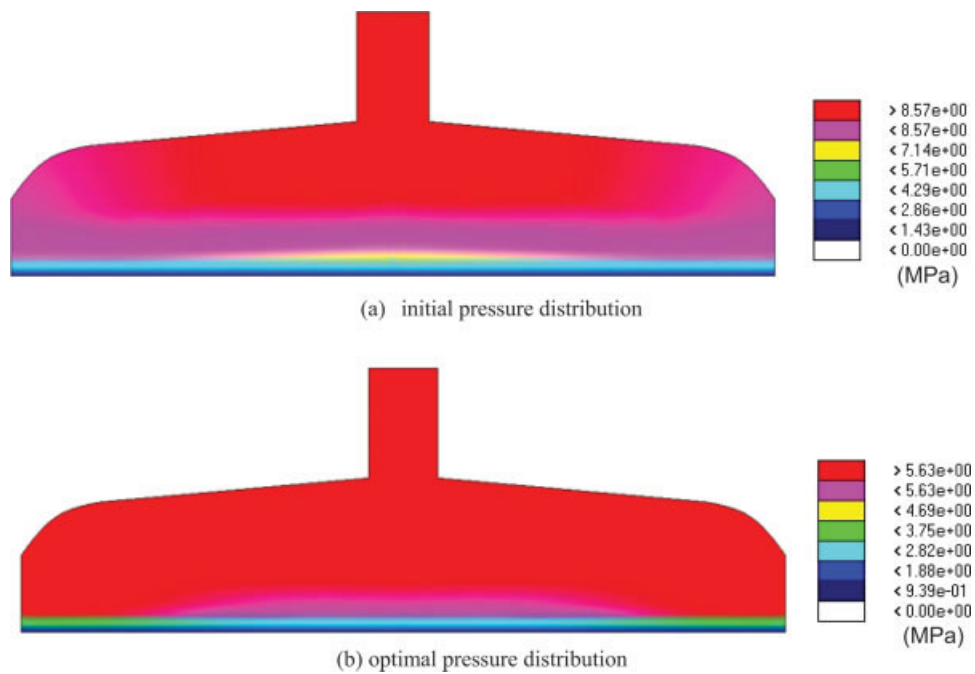 > 8.57e+00
< 8.57e+00
< 7.14e+00
< 5.71e+00
< 4.29e+00
< 2.86e+00
< 1.43e+00
< 0.00e+00
(MPa)
(a) initial pressure distribution
> 5.63e+00
< 5.63e+00
< 4.69e+00
< 3.75e+00
< 2.82e+00
< 1.88e+00
< 9.39e-01
< 0.00e+00
(MPa)
(b) optimal pressure distribution